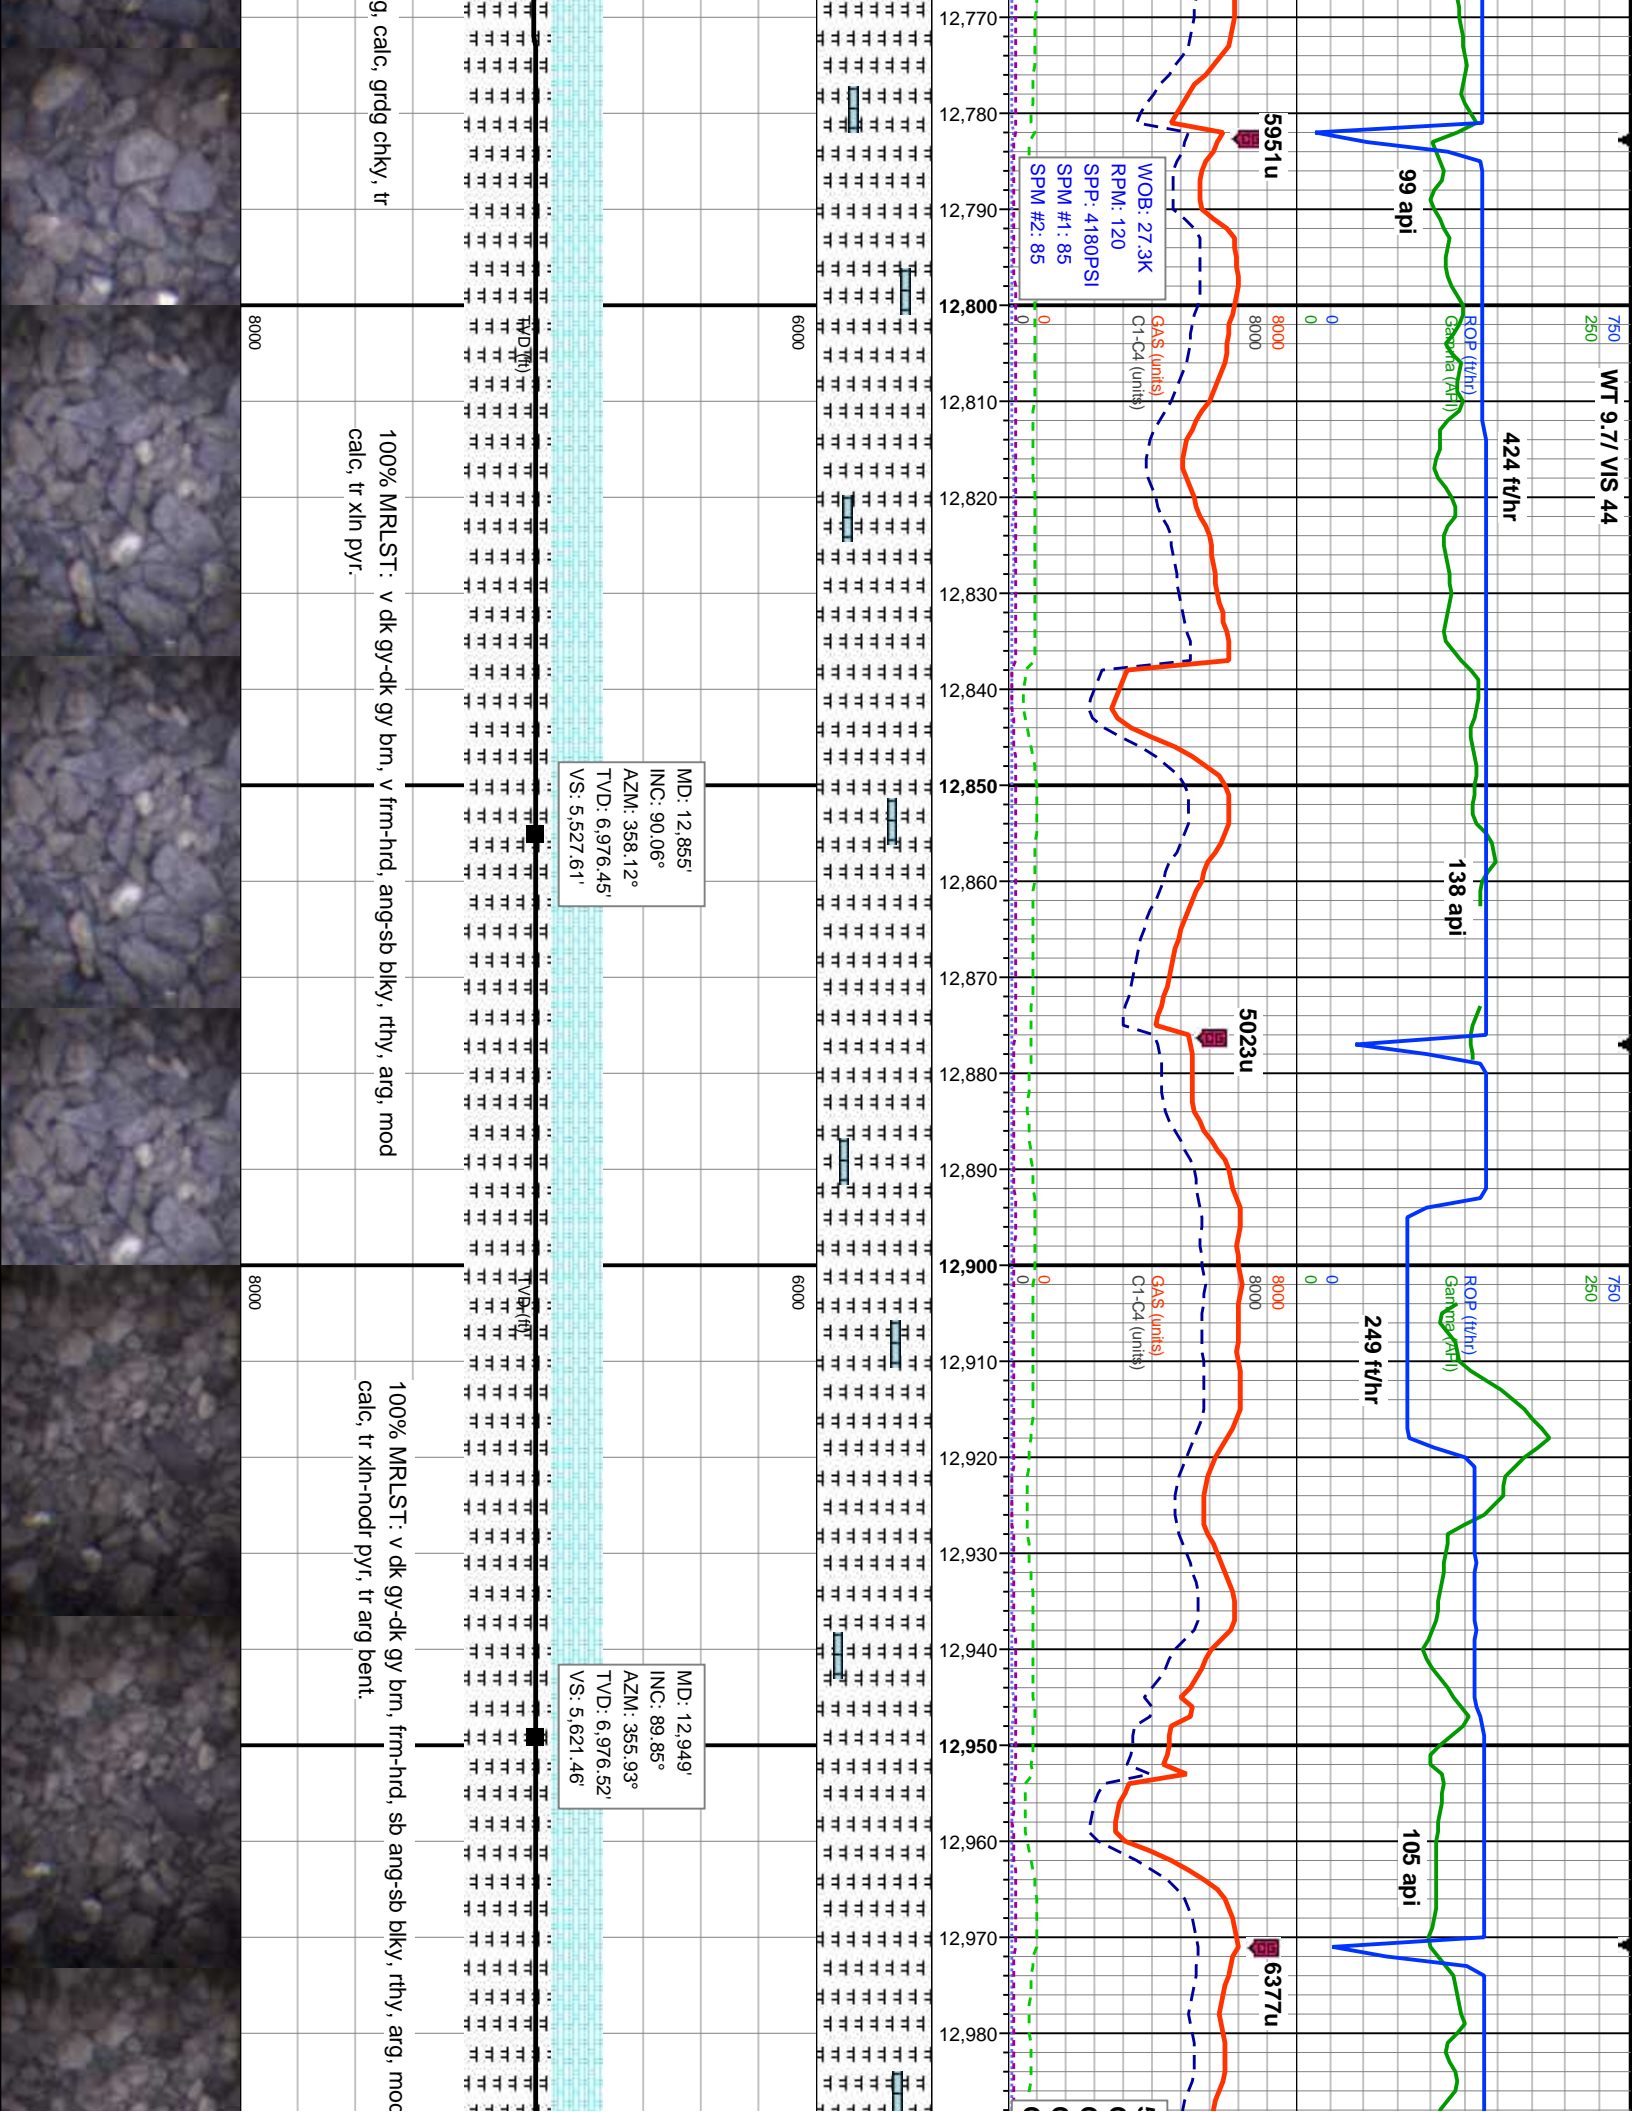 g, calc, grdg chky, tr
100% MRLST: v dk gy-dk gy brn, v frm-hrd, ang-sb blky, rthy, arg, mod
calc, tr xln pyr.
100% MRLST: v dk gy-dk gy brn, frm-hrd, sb ang-sb blky, rthy, arg, mod
calc, tr xln-nodr pyr, tr arg bent.
8000
TVD (ft)
6000
8000
TVD (ft)
6000
MD: 12,855'
INC: 90.06°
AZM: 358.12°
TVD: 6,976.45'
VS: 5,527.61'
MD: 12,949'
INC: 89.85°
AZM: 355.93°
TVD: 6,976.52'
VS: 5,621.46'
12,770
12,780
12,790
12,800
12,810
12,820
12,830
12,840
12,850
12,860
12,870
12,880
12,890
12,900
12,910
12,920
12,930
12,940
12,950
12,960
12,970
12,980
WOB: 27.3K
RPM: 120
SPP: 4180PSI
SPM #1: 85
SPM #2: 85
5951u
5023u
6377u
8000
8000
GAS (units)
C1-C4 (units)
0
0
8000
8000
GAS (units)
C1-C4 (units)
0
0
750
250
ROP (ft/hr)
Gamma (API)
0
0
750
250
ROP (ft/hr)
Gamma (API)
0
0
WT 9.7/ VIS 44
424 ft/hr
99 api
138 api
249 ft/hr
105 api